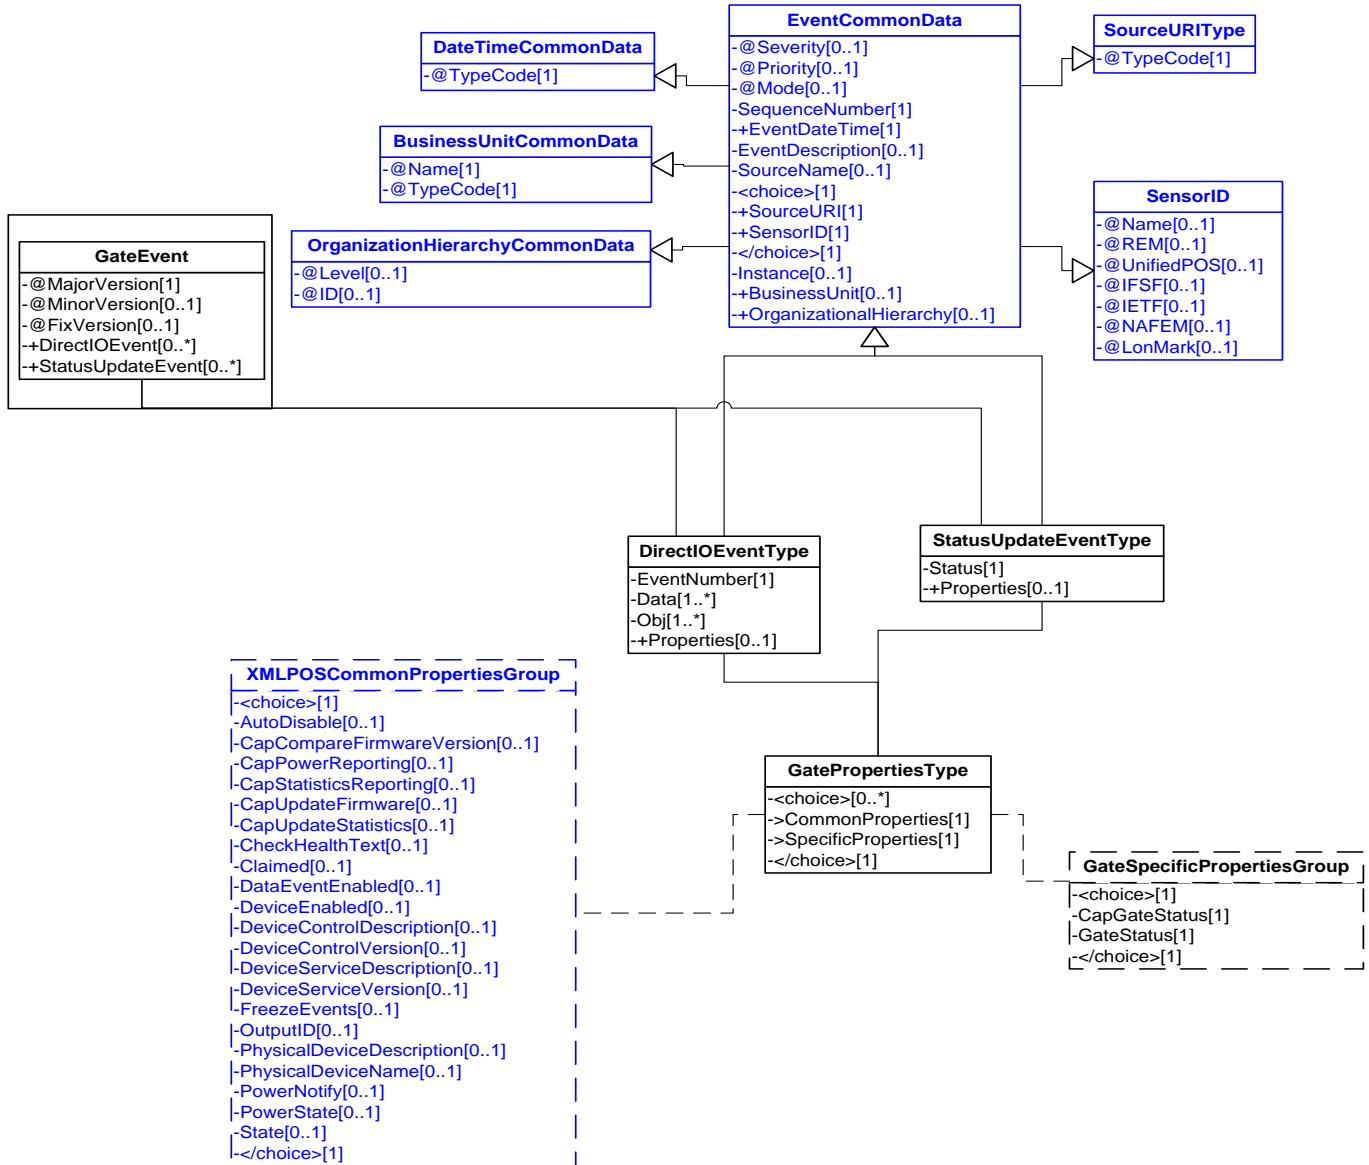 EventCommonData
-@Severity[0..1]
-@Priority[0..1]
-@Mode[0..1]
-SequenceNumber[1]
-+EventDateTime[1]
-EventDescription[0..1]
-SourceName[0..1]
-<choice>[1]
-+SourceURI[1]
-+SensorID[1]
-</choice>[1]
-Instance[0..1]
-+BusinessUnit[0..1]
-+OrganizationalHierarchy[0..1]
SourceURIType
-@TypeCode[1]
DateTimeCommonData
-@TypeCode[1]
BusinessUnitCommonData
-@Name[1]
-@TypeCode[1]
SensorID
-@Name[0..1]
-@REM[0..1]
-@UnifiedPOS[0..1]
-@IFSF[0..1]
-@IETF[0..1]
-@NAFEM[0..1]
-@LonMark[0..1]
OrganizationHierarchyCommonData
-@Level[0..1]
-@ID[0..1]
GateEvent
-@MajorVersion[1]
-@MinorVersion[0..1]
-@FixVersion[0..1]
-+DirectIOEvent[0..*]
-+StatusUpdateEvent[0..*]
StatusUpdateEventType
-Status[1]
-+Properties[0..1]
DirectIOEventType
-EventNumber[1]
-Data[1..*]
-Obj[1..*]
-+Properties[0..1]
XMLPOSCommonPropertiesGroup
-<choice>[1]
-AutoDisable[0..1]
-CapCompareFirmwareVersion[0..1]
-CapPowerReporting[0..1]
-CapStatisticsReporting[0..1]
-CapUpdateFirmware[0..1]
-CapUpdateStatistics[0..1]
-CheckHealthText[0..1]
-Claimed[0..1]
-DataEventEnabled[0..1]
-DeviceEnabled[0..1]
-DeviceControlDescription[0..1]
-DeviceControlVersion[0..1]
-DeviceServiceDescription[0..1]
-DeviceServiceVersion[0..1]
-FreezeEvents[0..1]
-OutputID[0..1]
-PhysicalDeviceDescription[0..1]
-PhysicalDeviceName[0..1]
-PowerNotify[0..1]
-PowerState[0..1]
-State[0..1]
-</choice>[1]
GatePropertiesType
-<choice>[0..*]
->CommonProperties[1]
->SpecificProperties[1]
-</choice>[1]
GateSpecificPropertiesGroup
-<choice>[1]
-CapGateStatus[1]
-GateStatus[1]
-</choice>[1]